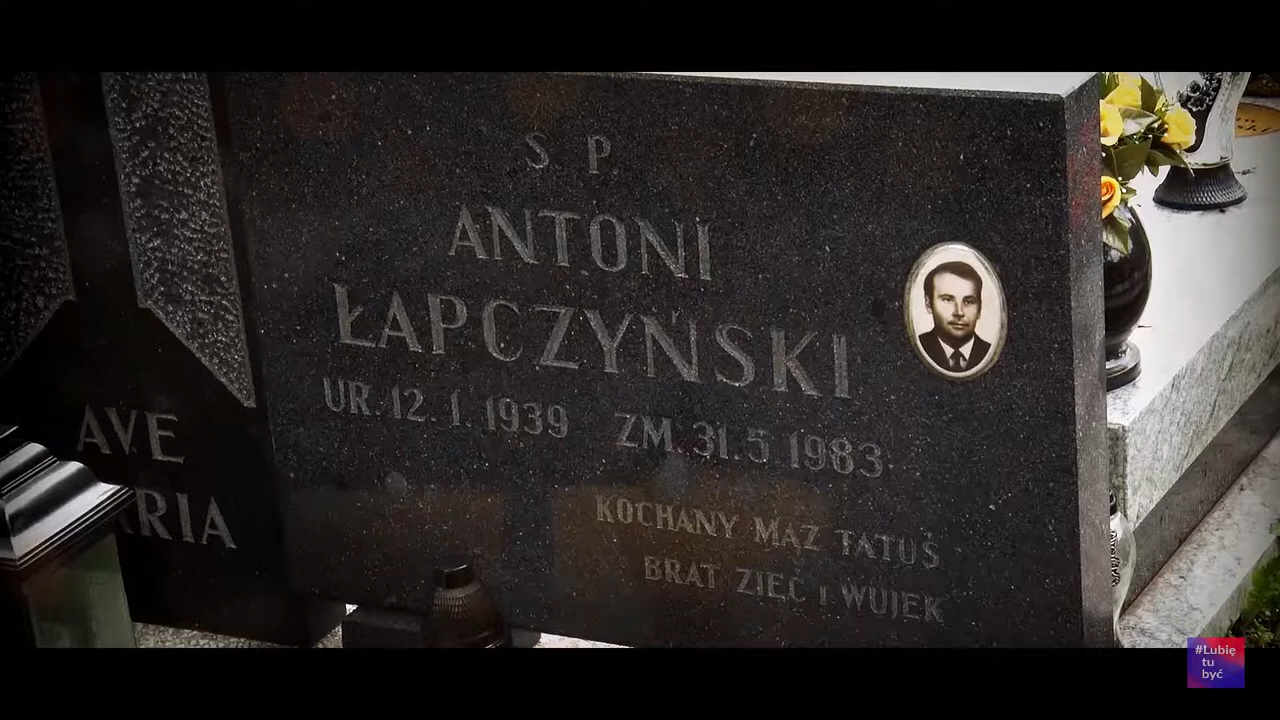 S P
ANTONI
ŁAPCZYŃSKI
UR. 12. 1. 1939 ZM. 31.5 1983
KOCHANY MĄŻ TATUŚ
BRAT ZIĘĆ I WUJEK
AVE
ARIA
#Lubię
tu
być